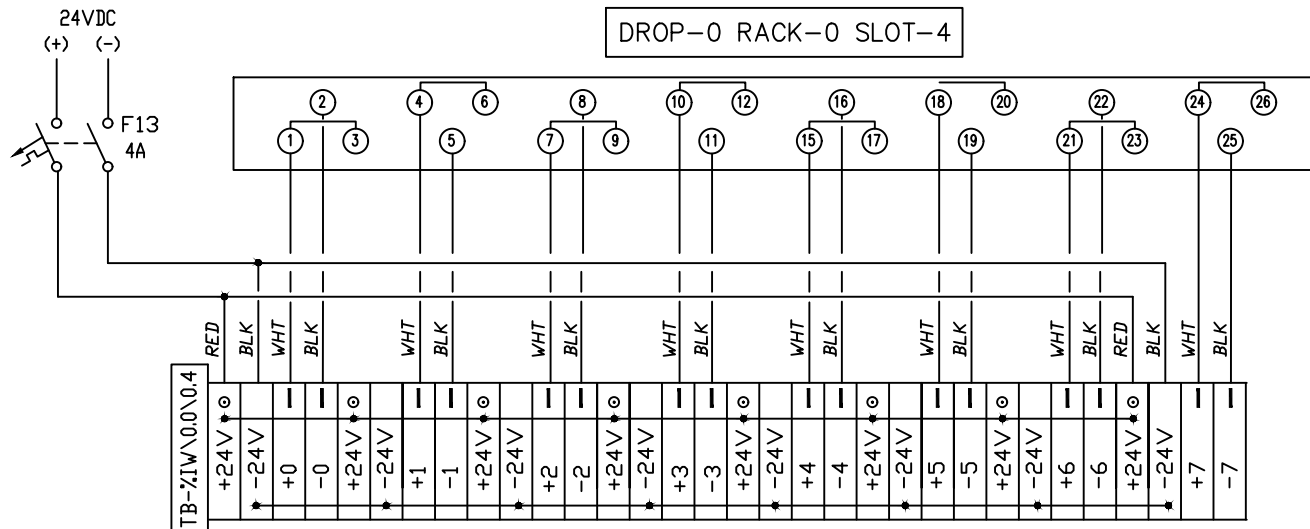 24VDC
(+) (-)
DROP-0 RACK-0 SLOT-4
F13
4A
2 4 6 8 10 12 14 16 18 20 22 24 26
1 3 5 7 9 11 15 17 19 21 23 25
RED BLK WHT BLK WHT BLK WHT BLK WHT BLK WHT BLK WHT BLK WHT BLK RED BLK WHT BLK
TB-%IW\0.0\0.4
+24V -24V +0 -0 +24V -24V +1 -1 +24V -24V +2 -2 +24V -24V +3 -3 +24V -24V +4 -4 +24V -24V +5 -5 +24V -24V +6 -6 +24V -24V +7 -7